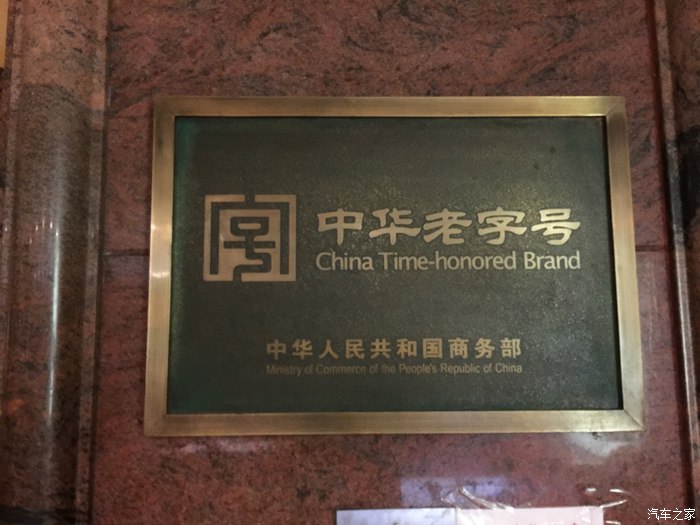 中华老字号
China Time-honored Brand
中华人民共和国商务部
Ministry of Commerce of the People's Republic of China
汽车之家